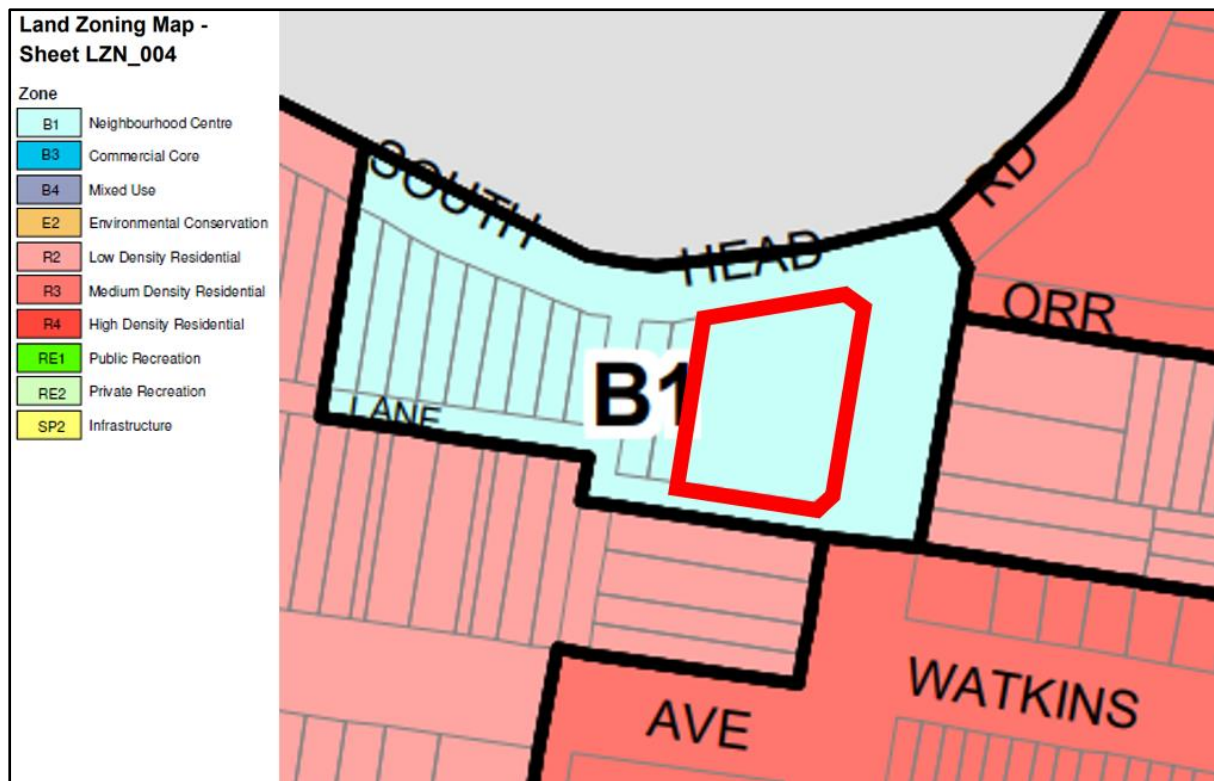 Land Zoning Map -
Sheet LZN_004
Zone
B1 Neighbourhood Centre
B3 Commercial Core
B4 Mixed Use
E2 Environmental Conservation
R2 Low Density Residential
R3 Medium Density Residential
R4 High Density Residential
RE1 Public Recreation
RE2 Private Recreation
SP2 Infrastructure
SOUTH
HEAD
RD
ORR
B1
LANE
WATKINS
AVE